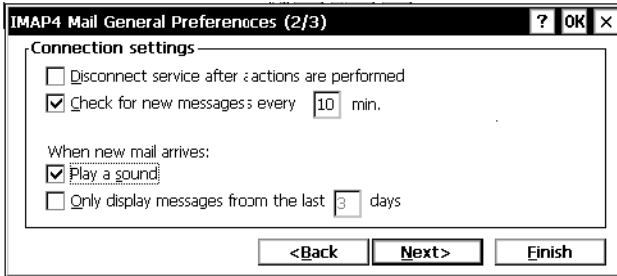 IMAP4 Mail General Preferences (2/3) ? OK ×
Connection settings
Disconnect service after actions are performed
Check for new messages every 10 min.
When new mail arrives:
Play a sound
Only display messages from the last 3 days
<Back Next> Finish